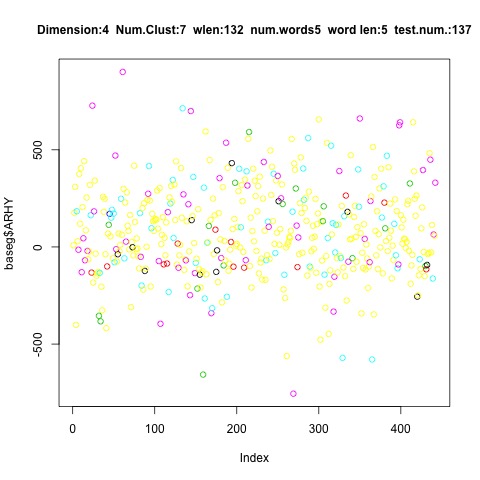 Dimension:4 Num.Clust:7 wlen:132 num.words5 word len:5 test.num.:137
500
0
-500
baseg$ARHY
0 100 200 300 400
Index